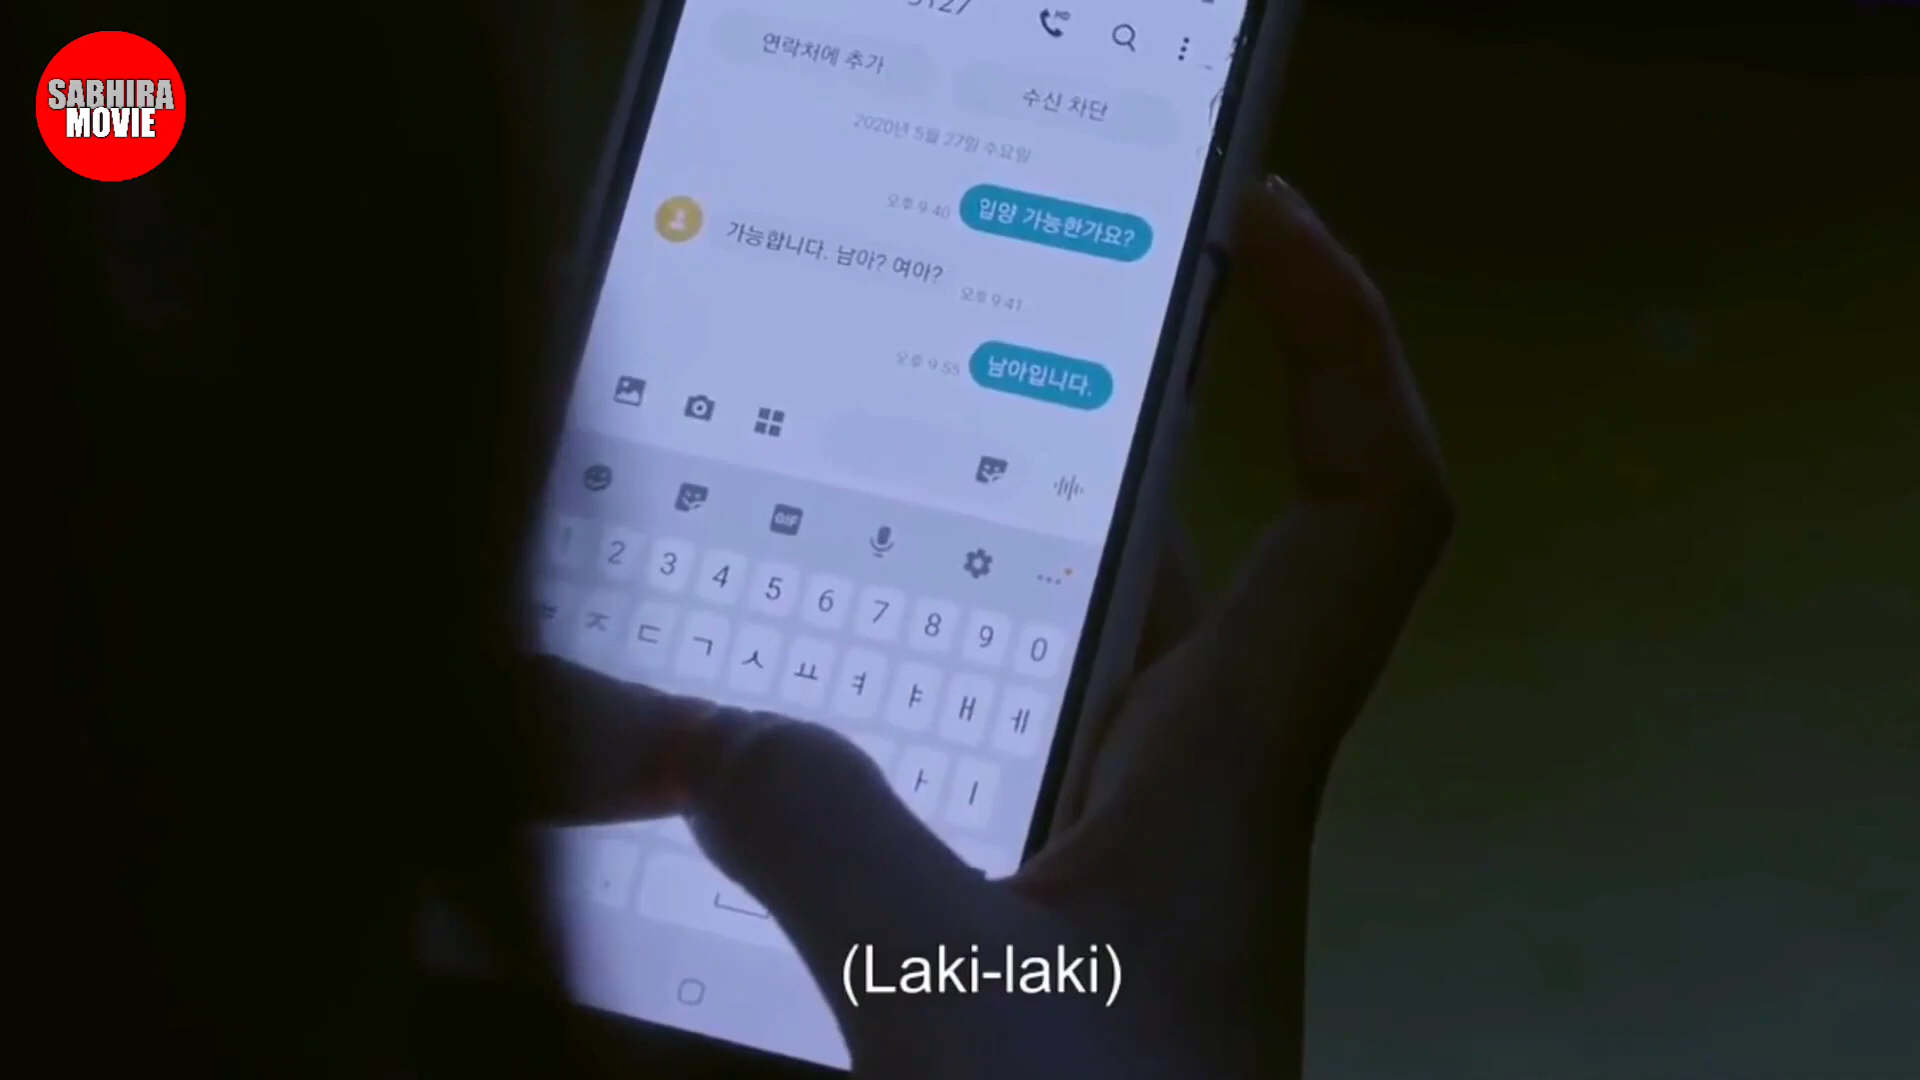 SABHIRA
MOVIE
연락처에 추가
수신 차단
2020년 5월 27일 수요일
오후 9:40
입양 가능한가요?
가능합니다. 남아? 여아?
오후 9:41
오후 9:55
남아입니다.
GIF
2 3 4 5 6 7 8 9 0
ㅈ ㄷ ㄱ ㅅ ㅛ ㅕ ㅑ ㅐ ㅔ
ㅏ ㅣ
(Laki-laki)